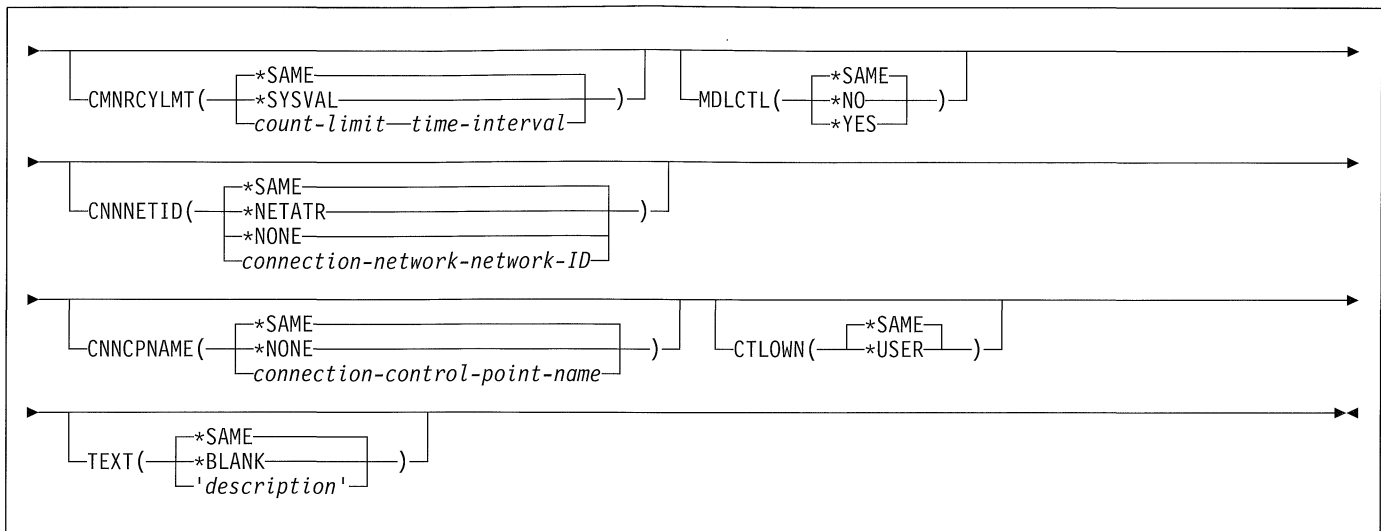 *SAME *SAME
CMNRCYLMT( *SYSVAL ) MDLCTL( *NO )
count-limit time-interval *YES
*SAME
CNNNETID( *NETATR )
*NONE
connection-network-network-ID
*SAME *SAME
CNNCPNAME( *NONE ) CTLOWN( *USER )
connection-control-point-name
*SAME
TEXT( *BLANK )
'description'